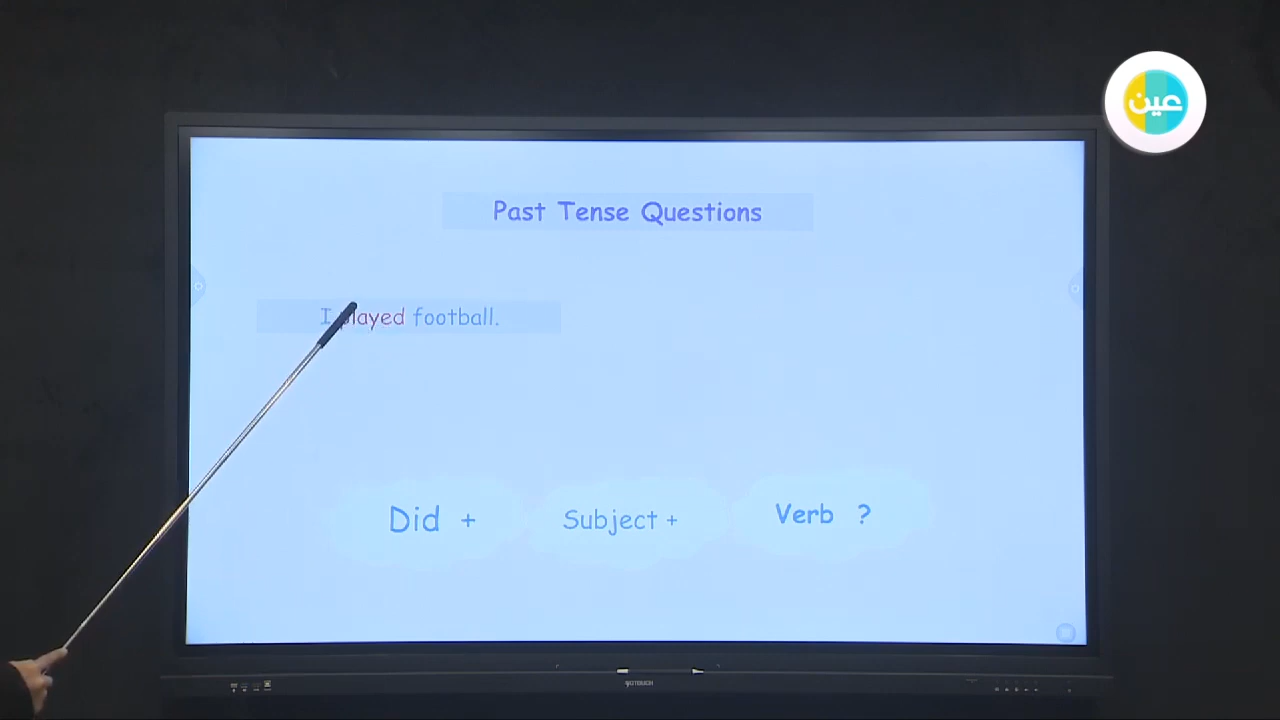 عين
Past Tense Questions
I played football.
Did + Subject + Verb ?